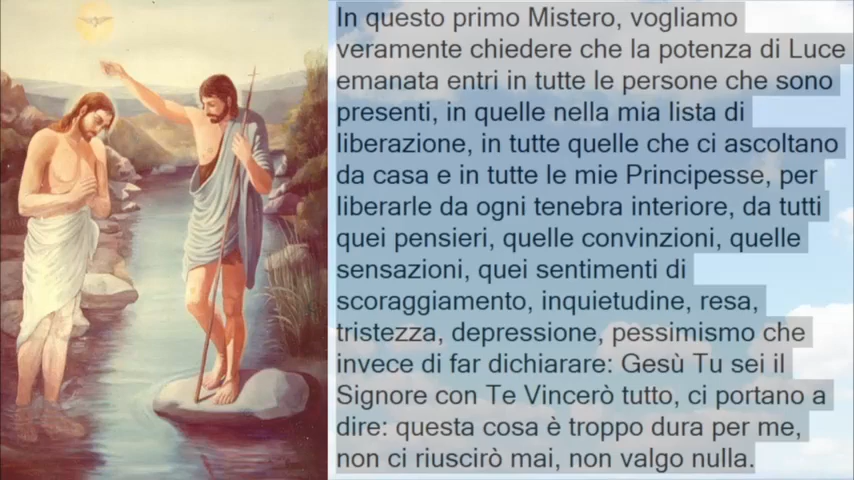 In questo primo Mistero, vogliamo
veramente chiedere che la potenza di Luce
emanata entri in tutte le persone che sono
presenti, in quelle nella mia lista di
liberazione, in tutte quelle che ci ascoltano
da casa e in tutte le mie Principesse, per
liberarle da ogni tenebra interiore, da tutti
quei pensieri, quelle convinzioni, quelle
sensazioni, quei sentimenti di
scoraggiamento, inquietudine, resa,
tristezza, depressione, pessimismo che
invece di far dichiarare: Gesù Tu sei il
Signore con Te Vincerò tutto, ci portano a
dire: questa cosa è troppo dura per me,
non ci riuscirò mai, non valgo nulla.